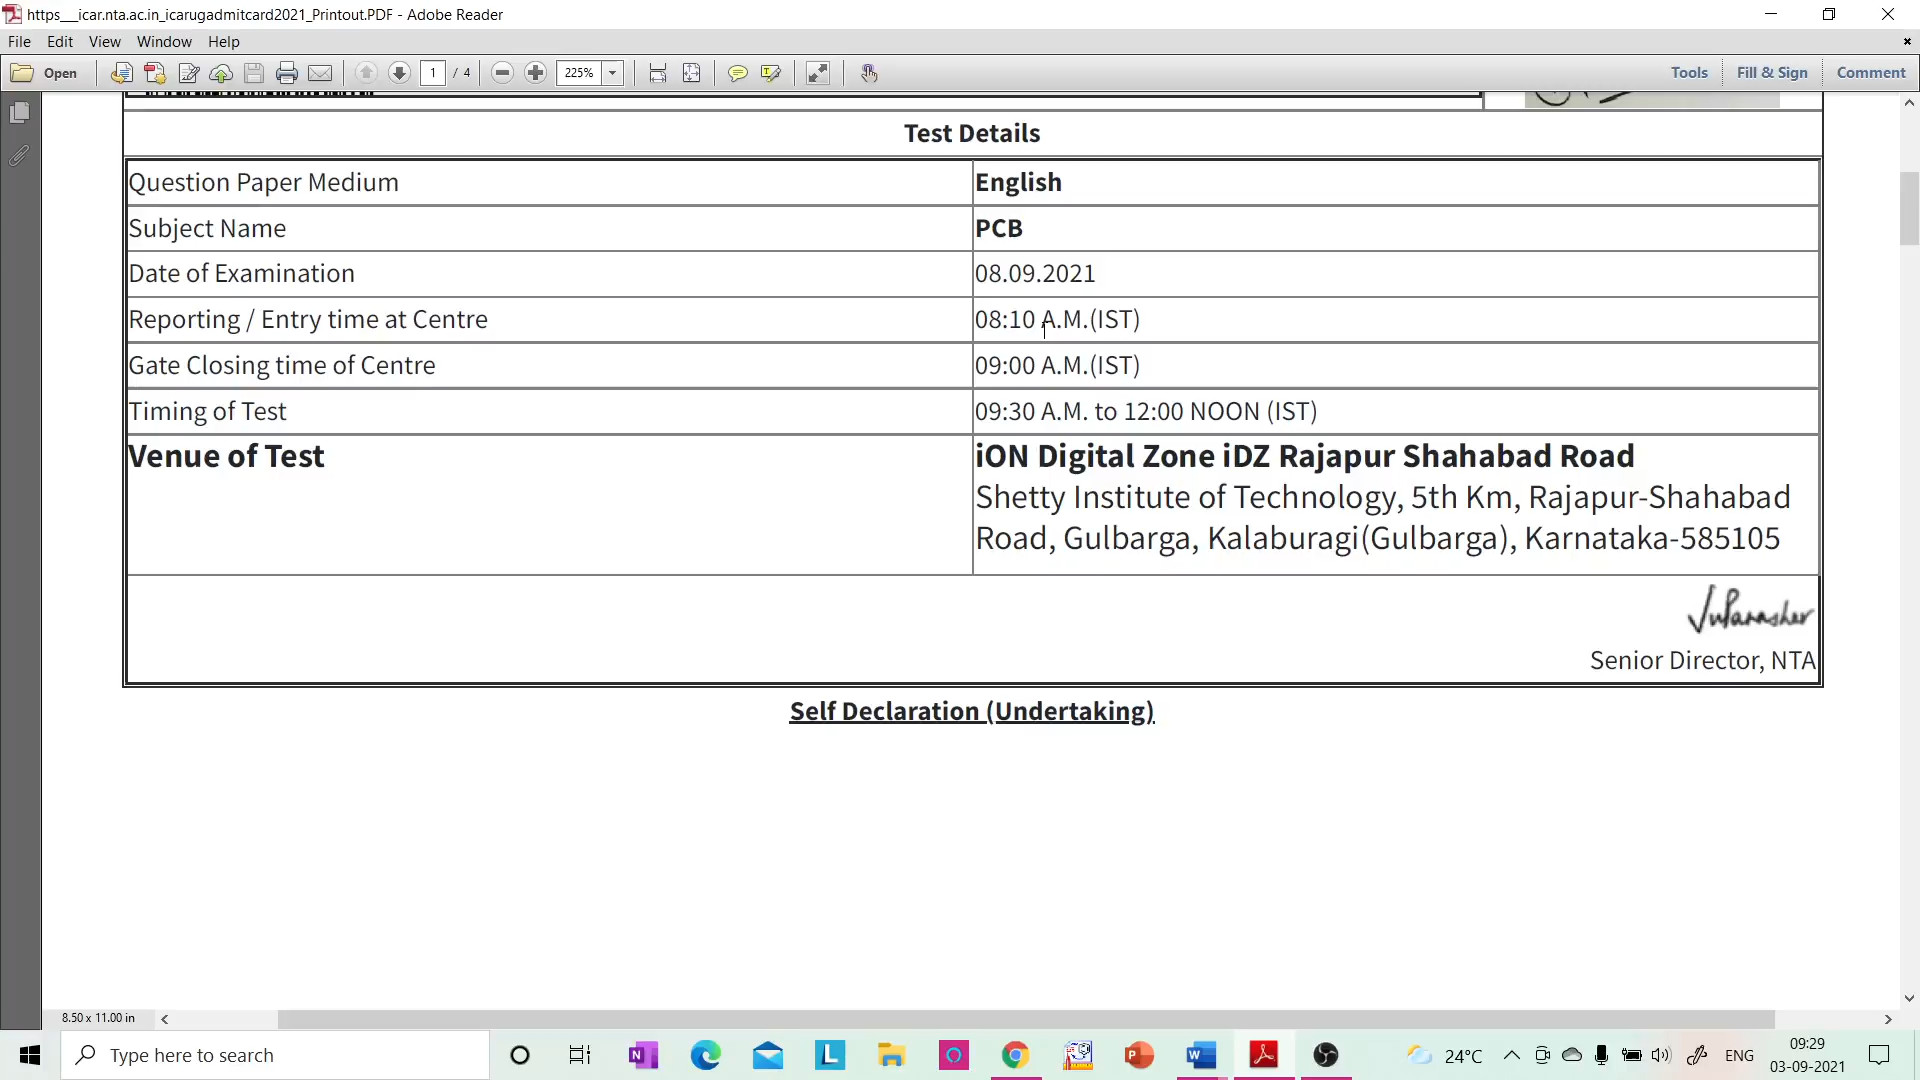 https__icar.nta.ac.in_icarugadmitcard2021_Printout.PDF - Adobe Reader
File Edit View Window Help
Open 1 / 4 225% Tools Fill & Sign Comment
Test Details
Question Paper Medium English
Subject Name PCB
Date of Examination 08.09.2021
Reporting / Entry time at Centre 08:10 A.M.(IST)
Gate Closing time of Centre 09:00 A.M.(IST)
Timing of Test 09:30 A.M. to 12:00 NOON (IST)
Venue of Test iON Digital Zone iDZ Rajapur Shahabad Road
Shetty Institute of Technology, 5th Km, Rajapur-Shahabad
Road, Gulbarga, Kalaburagi(Gulbarga), Karnataka-585105
Senior Director, NTA
Self Declaration (Undertaking)
8.50 x 11.00 in
Type here to search 24°C ENG 09:29
03-09-2021